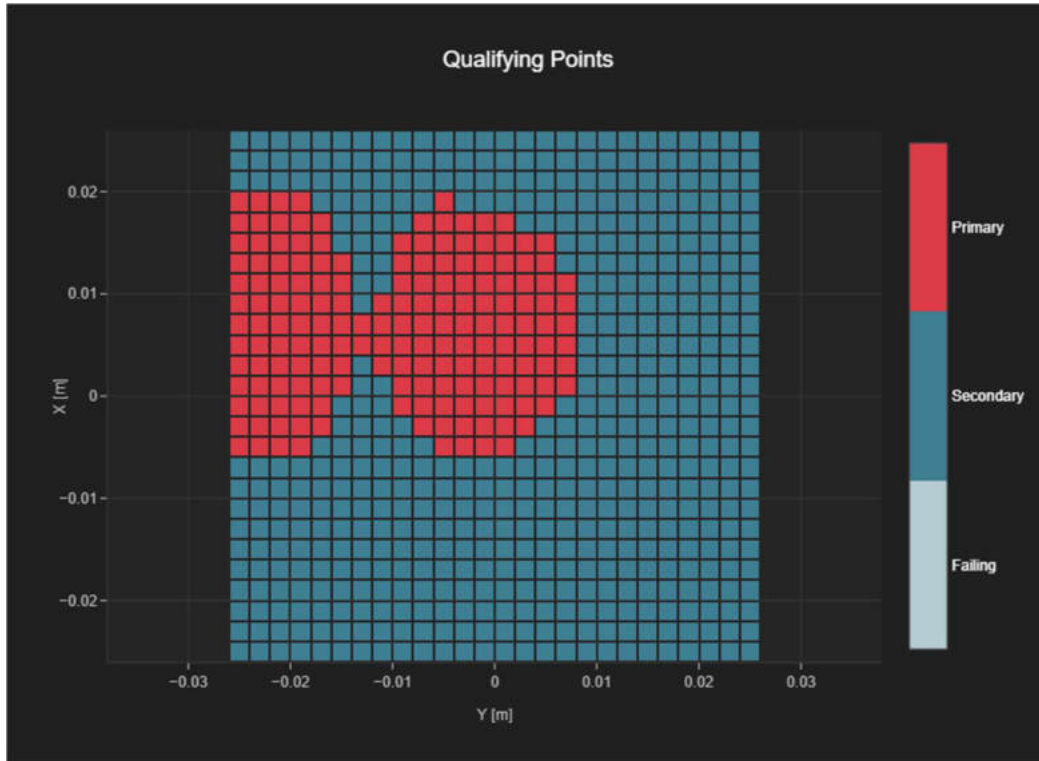 Qualifying Points
0.02
0.01
0
−0.01
−0.02
X [m]
−0.03
−0.02
−0.01
0
0.01
0.02
0.03
Y [m]
Primary
Secondary
Failing